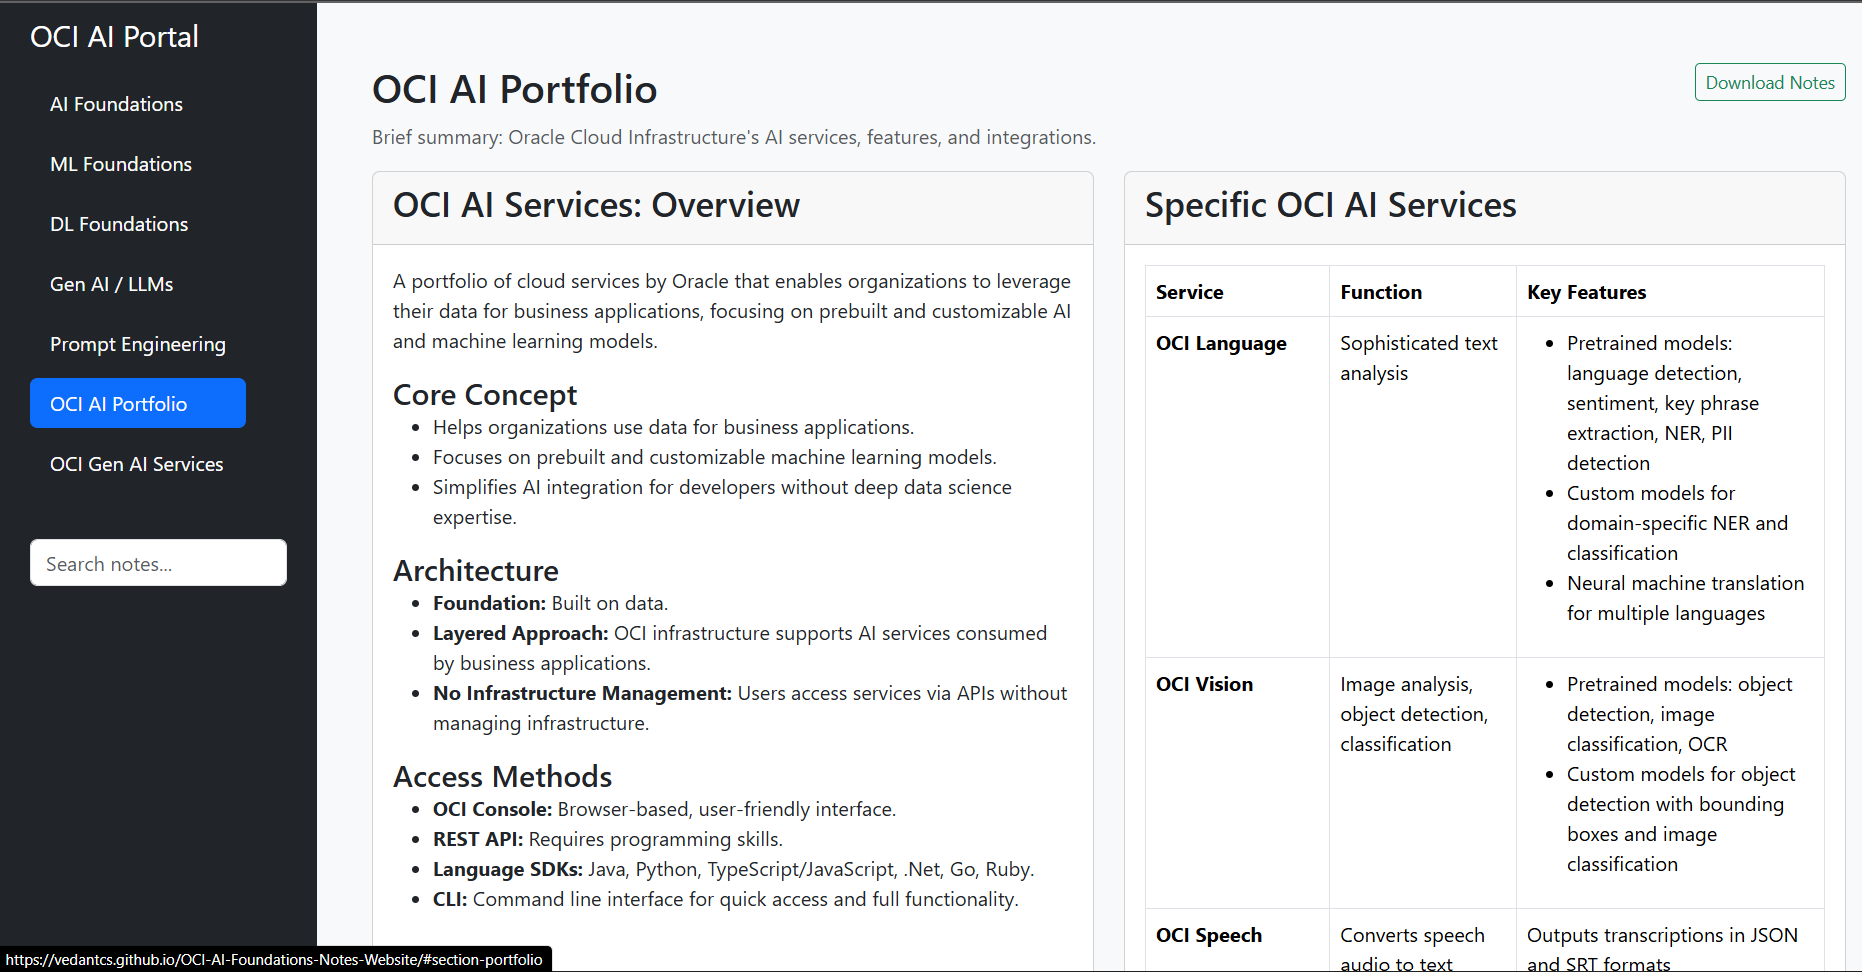 OCI AI Portal
AI Foundations
ML Foundations
DL Foundations
Gen AI / LLMs
Prompt Engineering
OCI AI Portfolio
OCI Gen AI Services
Search notes...
OCI AI Portfolio
Download Notes
Brief summary: Oracle Cloud Infrastructure's AI services, features, and integrations.
OCI AI Services: Overview
A portfolio of cloud services by Oracle that enables organizations to leverage
their data for business applications, focusing on prebuilt and customizable AI
and machine learning models.
Core Concept
• Helps organizations use data for business applications.
• Focuses on prebuilt and customizable machine learning models.
• Simplifies AI integration for developers without deep data science
expertise.
Architecture
• Foundation: Built on data.
• Layered Approach: OCI infrastructure supports AI services consumed
by business applications.
• No Infrastructure Management: Users access services via APIs without
managing infrastructure.
Access Methods
• OCI Console: Browser-based, user-friendly interface.
• REST API: Requires programming skills.
• Language SDKs: Java, Python, TypeScript/JavaScript, .Net, Go, Ruby.
• CLI: Command line interface for quick access and full functionality.
Specific OCI AI Services
Service
Function
Key Features
OCI Language
Sophisticated text
analysis
• Pretrained models:
language detection,
sentiment, key phrase
extraction, NER, PII
detection
• Custom models for
domain-specific NER and
classification
• Neural machine translation
for multiple languages
OCI Vision
Image analysis,
object detection,
classification
• Pretrained models: object
detection, image
classification, OCR
• Custom models for object
detection with bounding
boxes and image
classification
OCI Speech
Converts speech
audio to text
Outputs transcriptions in JSON
and SRT formats
https://vedantcs.github.io/OCI-AI-Foundations-Notes-Website/#section-portfolio